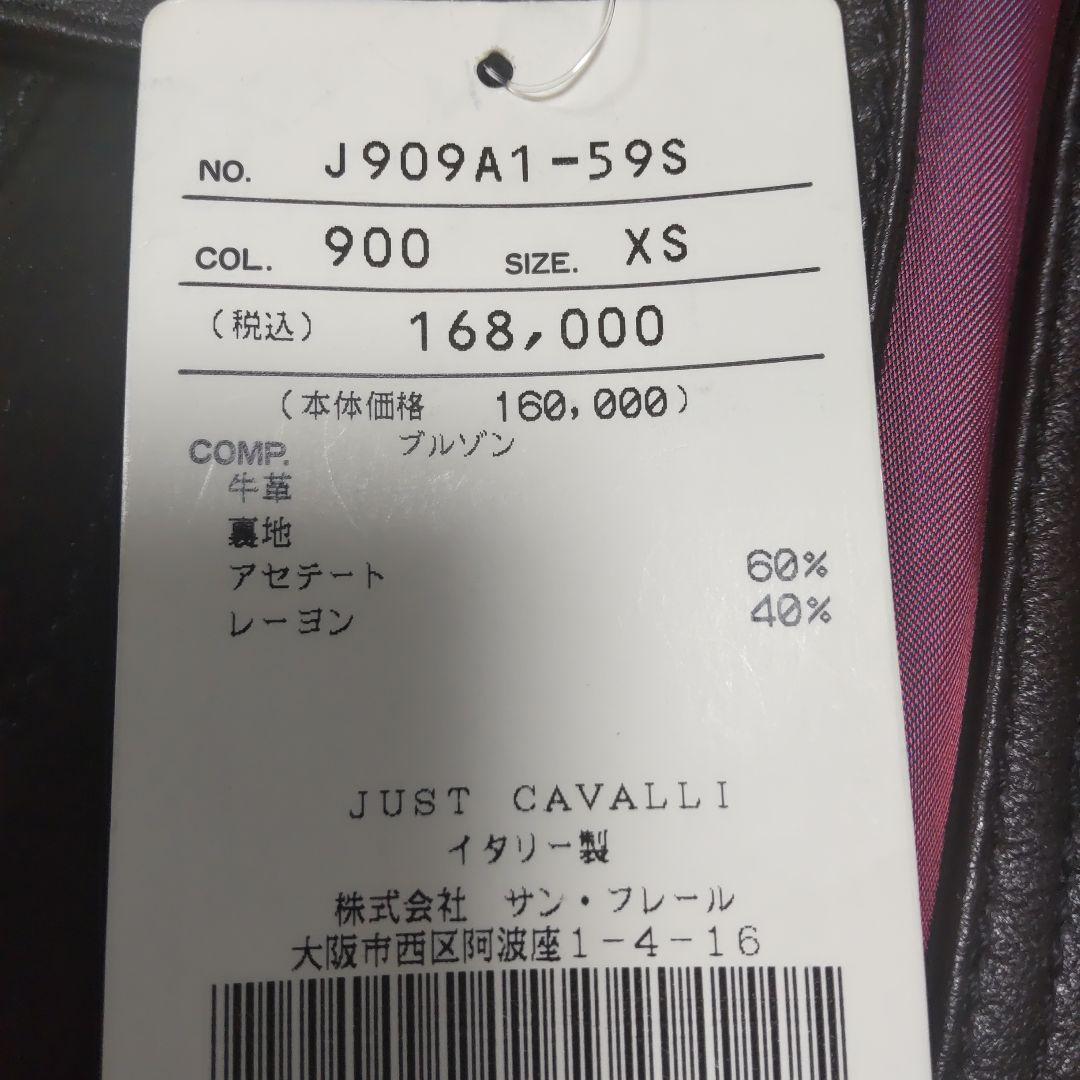 NO. J909A1-59S
COL. 900 SIZE. XS
(税込) 168,000
(本体価格 160,000)
COMP. ブルゾン
牛革
裏地
アセテート 60%
レーヨン 40%
JUST CAVALLI
イタリー製
株式会社 サン・フレール
大阪市西区阿波座1-4-16